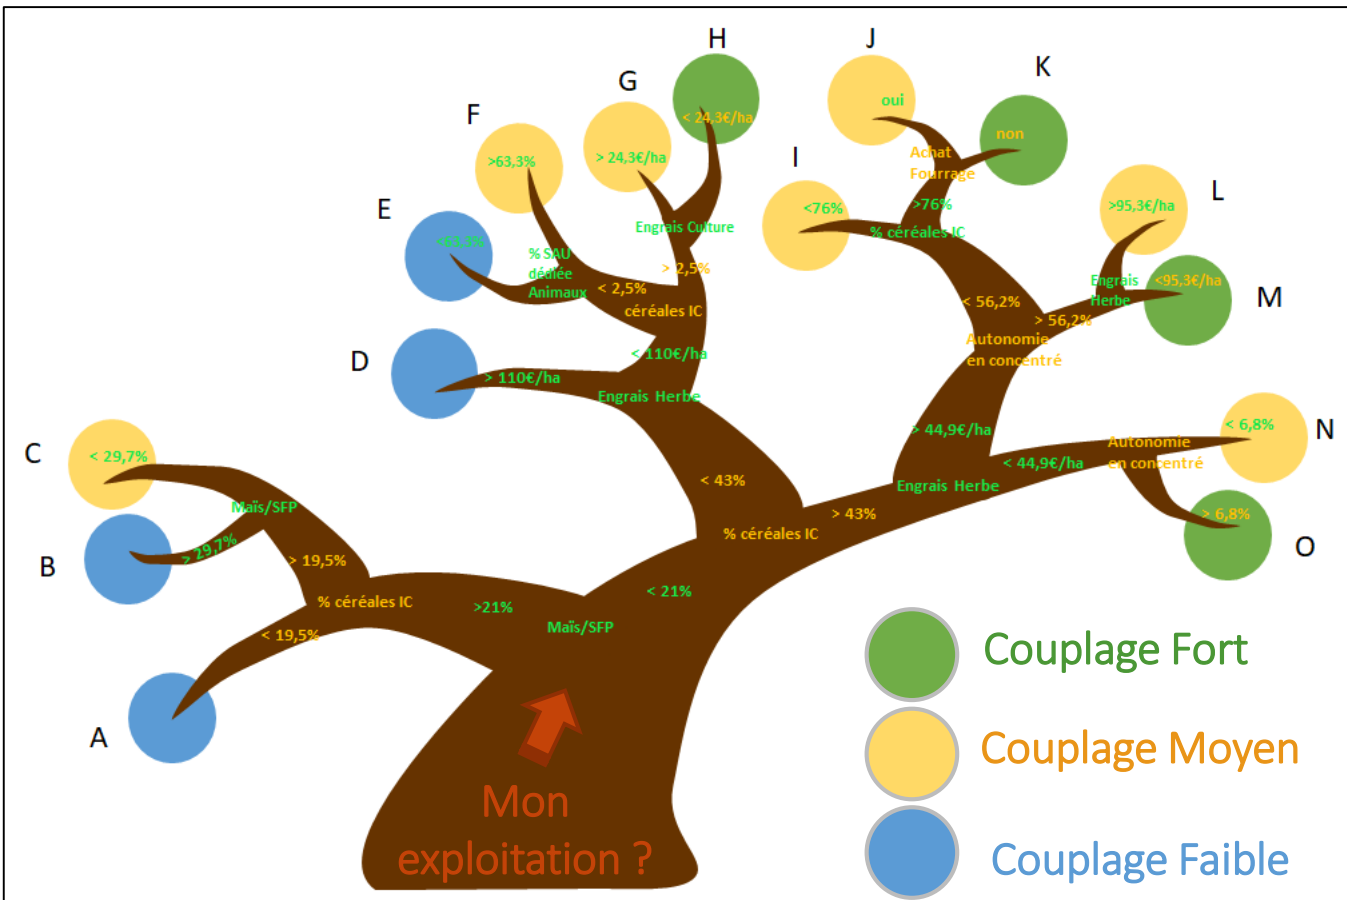 H
J
K
G
F
oui
< 24,3€/ha
non
I
Achat
Fourrage
> 24,3€/ha
>63,3%
L
E
<76%
>76%
>95,3€/ha
% céréales IC
Engrais Culture
<63,3%
% SAU
dédiée
Animaux
> 2,5%
< 2,5%
céréales IC
Engrais
Herbe
<95,3€/ha
M
< 56,2%
> 56,2%
Autonomie
en concentré
D
< 110€/ha
> 110€/ha
Engrais Herbe
C
< 29,7%
> 44,9€/ha
< 44,9€/ha
Autonomie
en concentré
< 6,8%
N
< 43%
Engrais Herbe
Maïs/SFP
> 43%
> 6,8%
O
% céréales IC
B
> 29,7%
> 19,5%
< 21%
% céréales IC
>21%
Maïs/SFP
< 19,5%
A
Couplage Fort
Couplage Moyen
Couplage Faible
Mon
exploitation ?